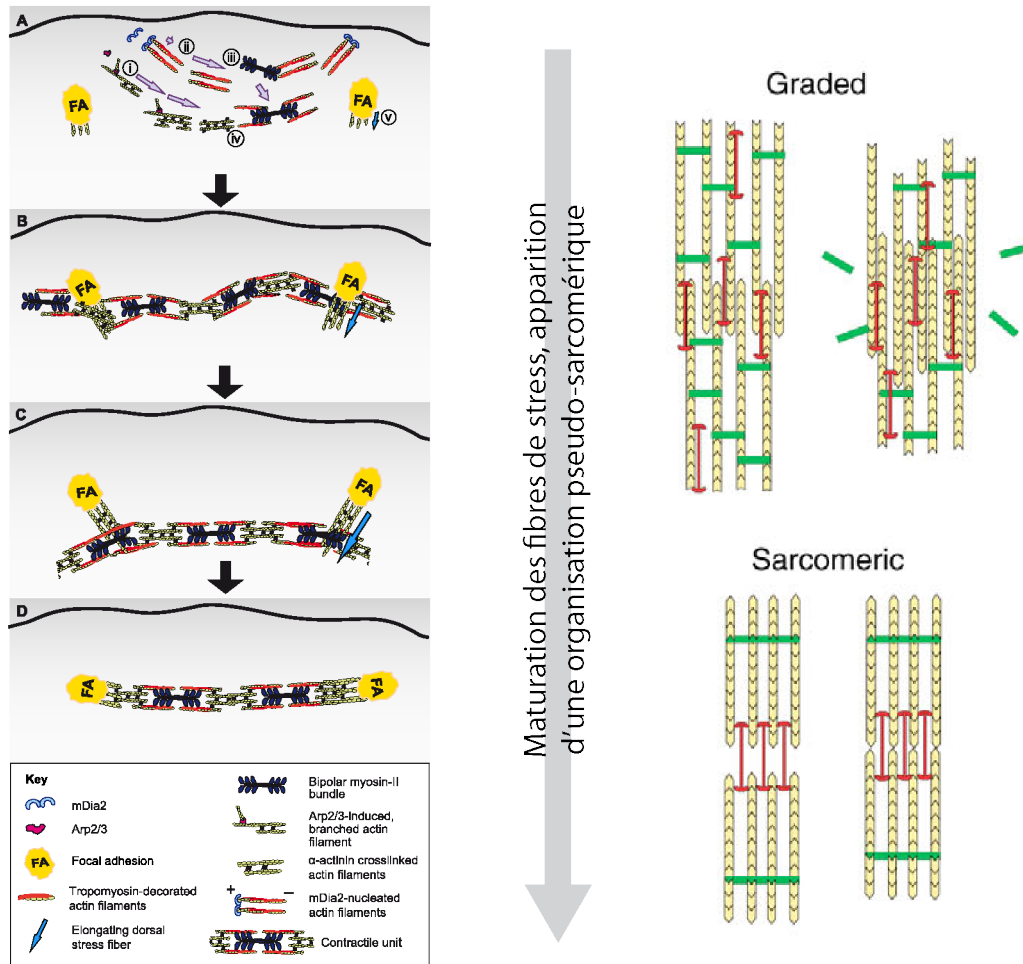 A
i
ii
iii
iv
v
FA
FA
B
FA
FA
C
FA
FA
D
FA
FA
Key
mDia2
Arp2/3
FA
Focal adhesion
Tropomyosin-decorated
actin filaments
Elongating dorsal
stress fiber
Bipolar myosin-II
bundle
Arp2/3-Induced,
branched actin
filament
α-actinin crosslinked
actin filaments
+ −
mDia2-nucleated
actin filaments
Contractile unit
Maturation des fibres de stress, apparition
d'une organisation pseudo-sarcomérique
Graded
Sarcomeric